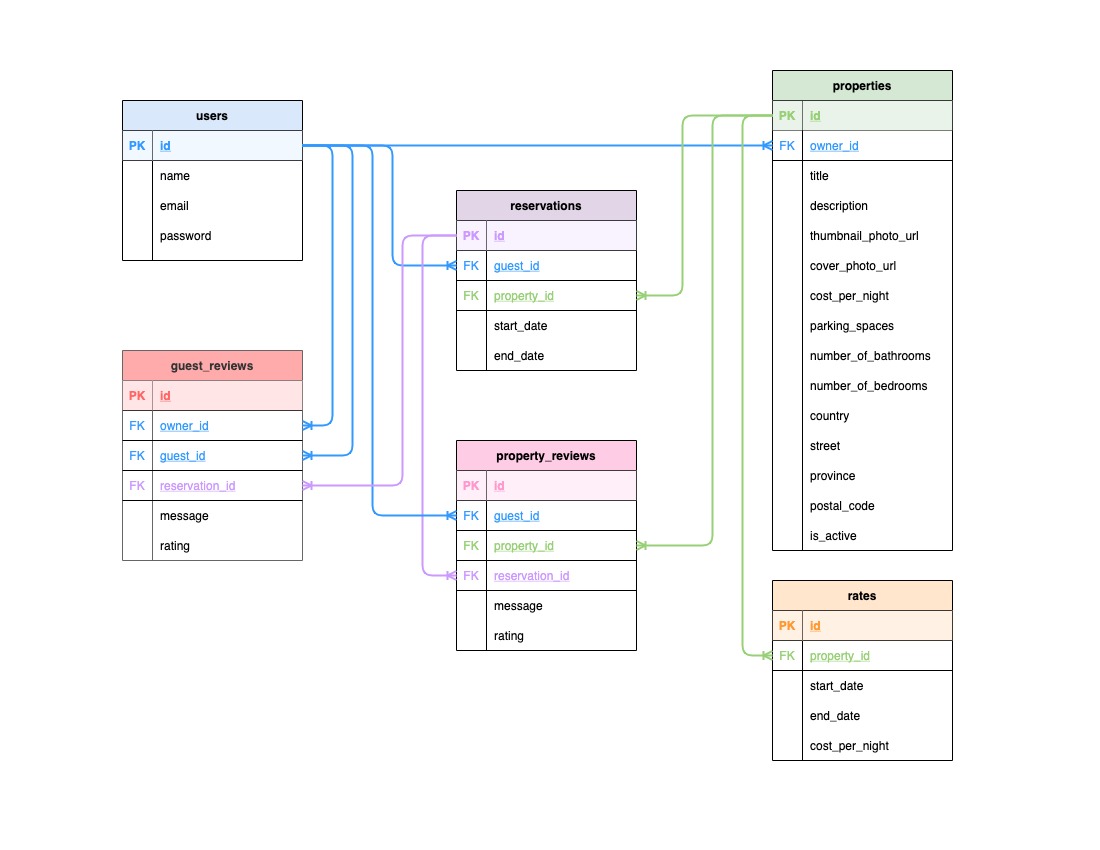 users
PK id
name
email
password
guest_reviews
PK id
FK owner_id
FK guest_id
FK reservation_id
message
rating
reservations
PK id
FK guest_id
FK property_id
start_date
end_date
property_reviews
PK id
FK guest_id
FK property_id
FK reservation_id
message
rating
properties
PK id
FK owner_id
title
description
thumbnail_photo_url
cover_photo_url
cost_per_night
parking_spaces
number_of_bathrooms
number_of_bedrooms
country
street
province
postal_code
is_active
rates
PK id
FK property_id
start_date
end_date
cost_per_night